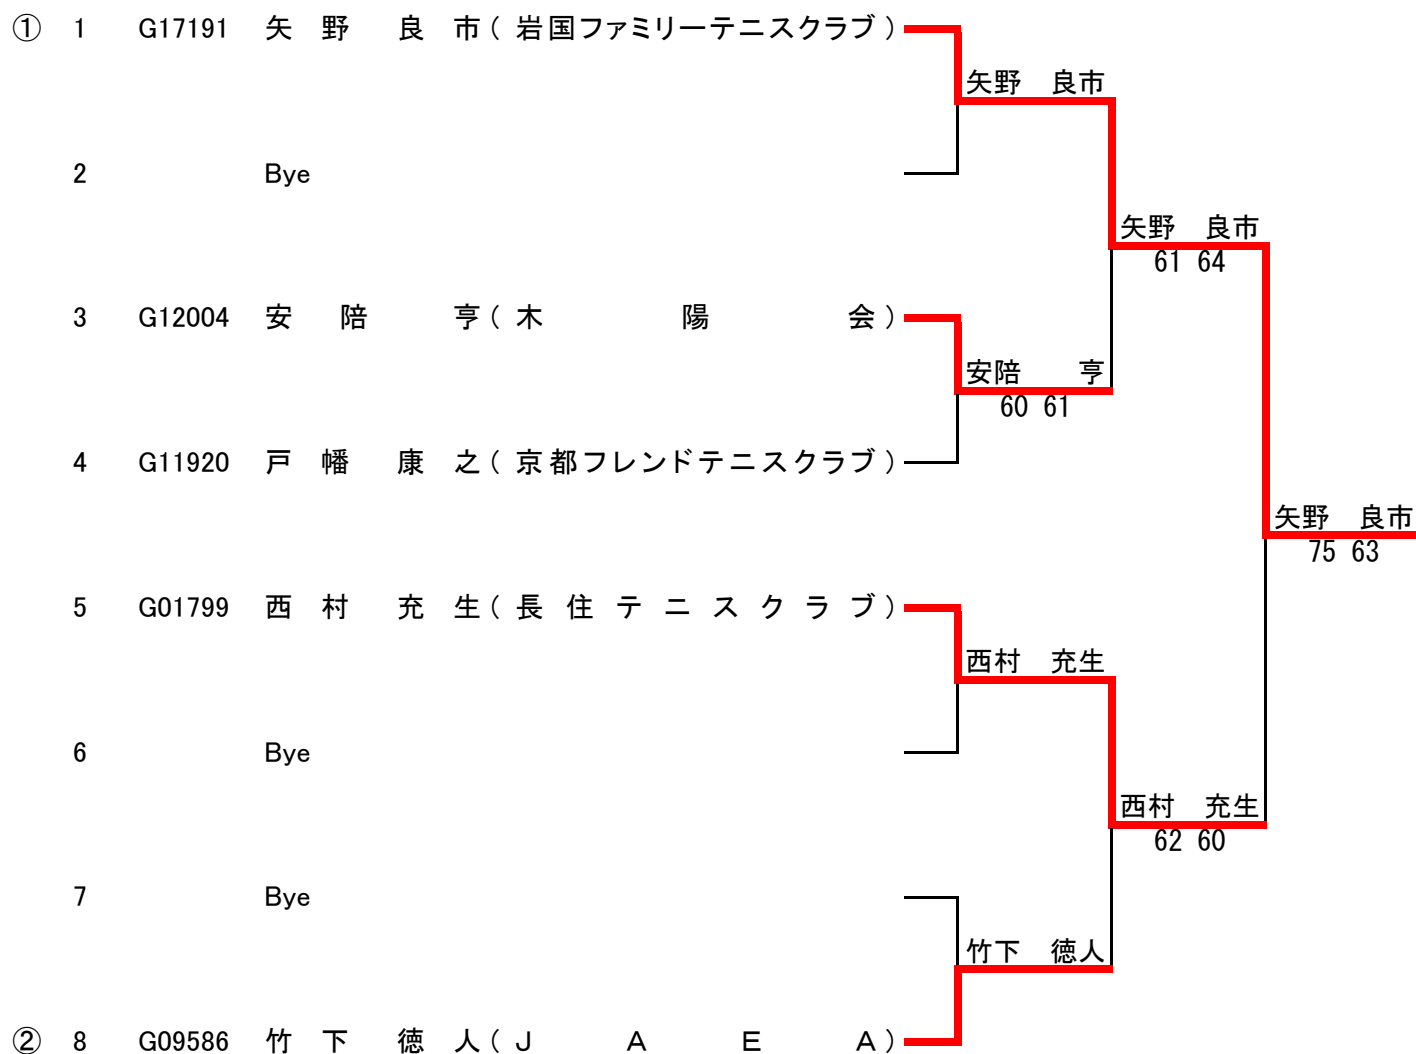 ① 1 G17191 矢野 良市(岩国ファミリーテニスクラブ)
矢野 良市
2 Bye
矢野 良市
61 64
3 G12004 安陪 亨(木陽会)
安陪 亨
60 61
4 G11920 戸幡 康之(京都フレンドテニスクラブ)
矢野 良市
75 63
5 G01799 西村 充生(長住テニスクラブ)
西村 充生
6 Bye
西村 充生
62 60
7 Bye
竹下 徳人
② 8 G09586 竹下 徳人(JAEA)